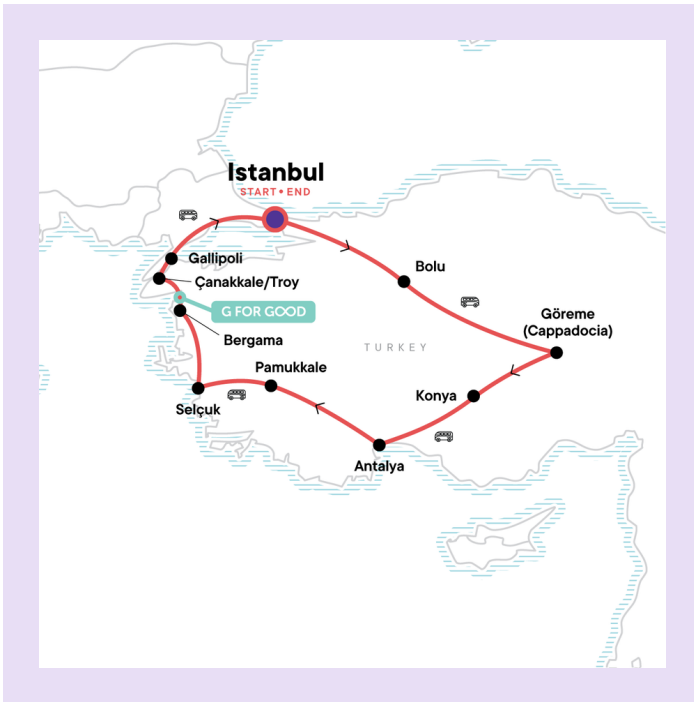 Istanbul
START • END
Gallipoli
Çanakkale/Troy
G FOR GOOD
Bergama
Bolu
Göreme
(Cappadocia)
TURKEY
Pamukkale
Konya
Selçuk
Antalya